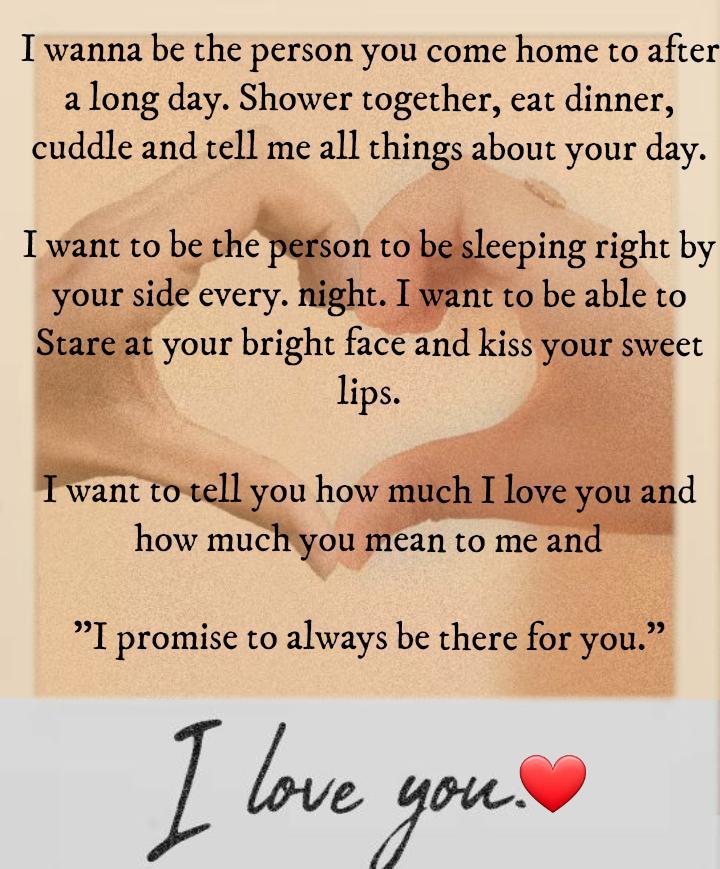 I wanna be the person you come home to after
a long day. Shower together, eat dinner,
cuddle and tell me all things about your day.
I want to be the person to be sleeping right by
your side every. night. I want to be able to
Stare at your bright face and kiss your sweet
lips.
I want to tell you how much I love you and
how much you mean to me and
”I promise to always be there for you.”
I love you.❤️